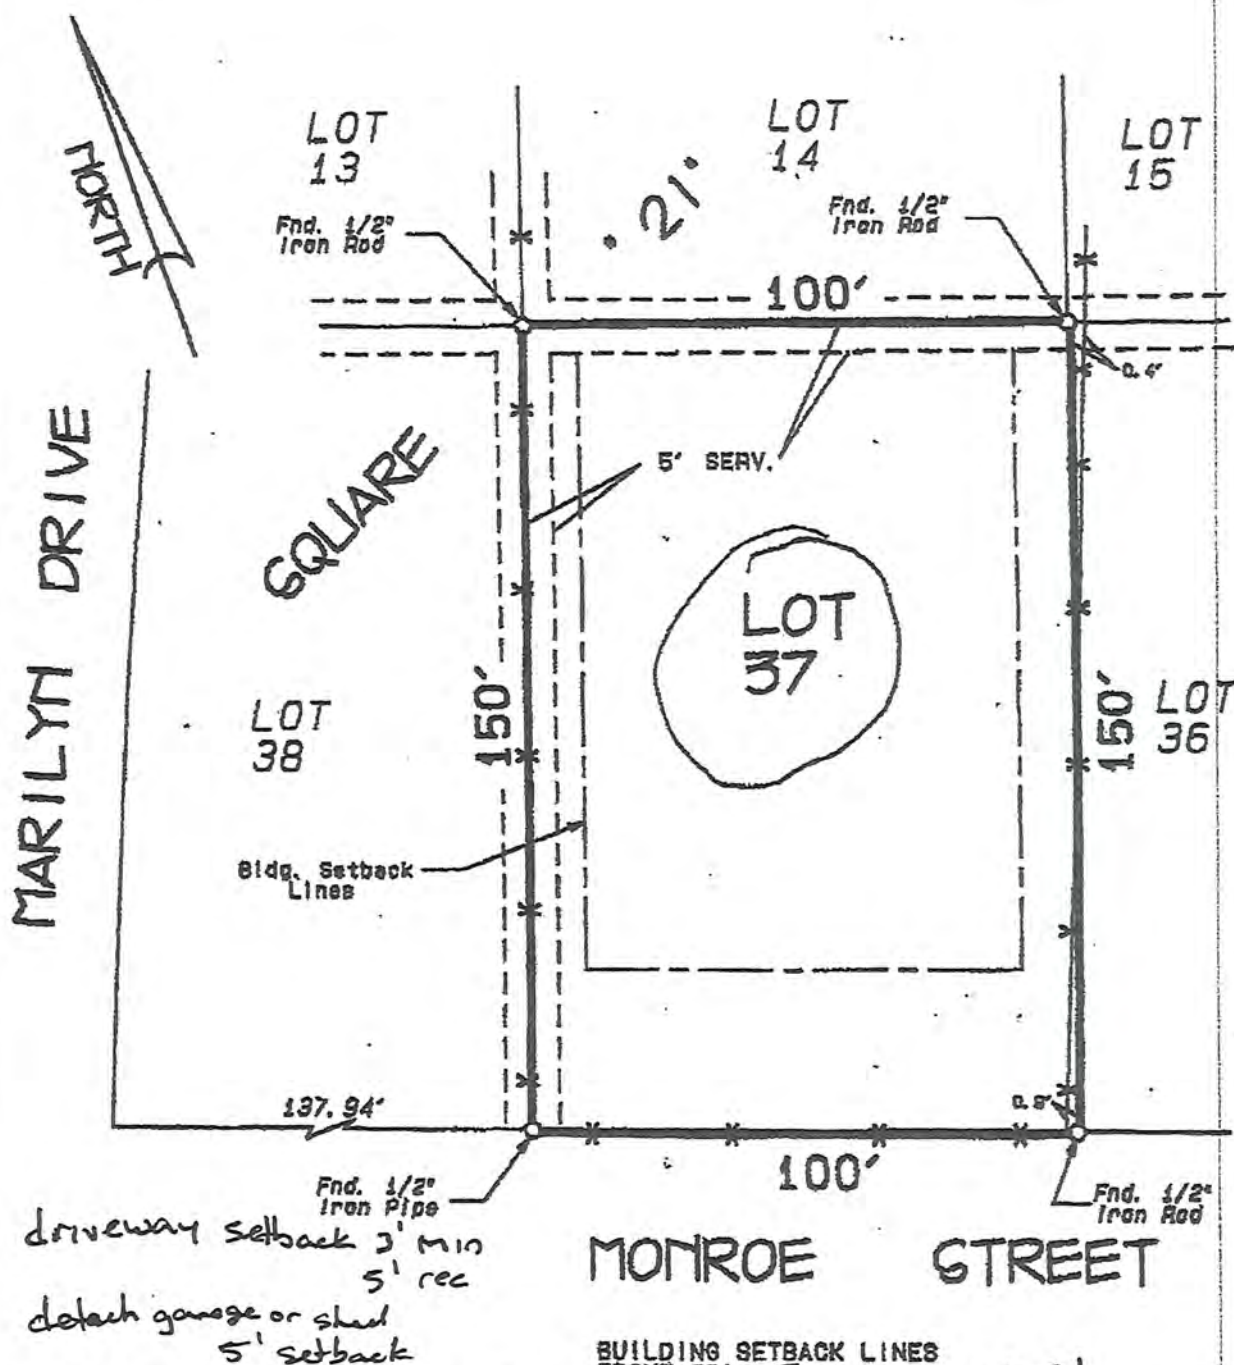 NORTH
LOT
13
LOT
14
LOT
15
Fnd. 1/2"
Iron Rod
"21"
Fnd. 1/2"
Iron Rod
100'
0.4'
MARILYN DRIVE
SQUARE
5' SERV.
LOT
37
150'
LOT
38
150'
LOT
36
Bldg. Setback
Lines
137.94'
Fnd. 1/2"
Iron Pipe
100'
Fnd. 1/2"
Iron Rod
driveway setback 3' min
5' rec
MONROE STREET
detach garage or shed
5' setback
BUILDING SETBACK LINES